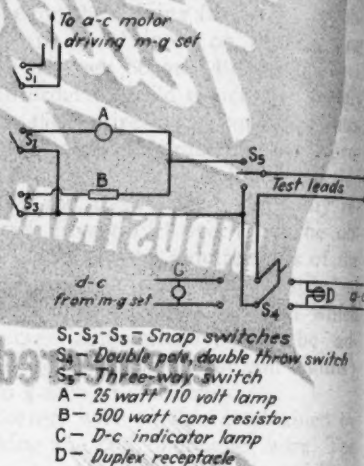 To a-c motor
driving m-g set
S₁
A
S₂
S₅
B
Test leads
S₃
INDUSTRIAL
d-c
from m-g set
C
S₄
D
S₁-S₂-S₃ — Snap switches
S₄ — Double pole, double throw switch
S₅ — Three-way switch
A — 25 watt 110 volt lamp
B — 500 watt cone resistor
C — D-c indicator lamp
D — Duplex receptacle